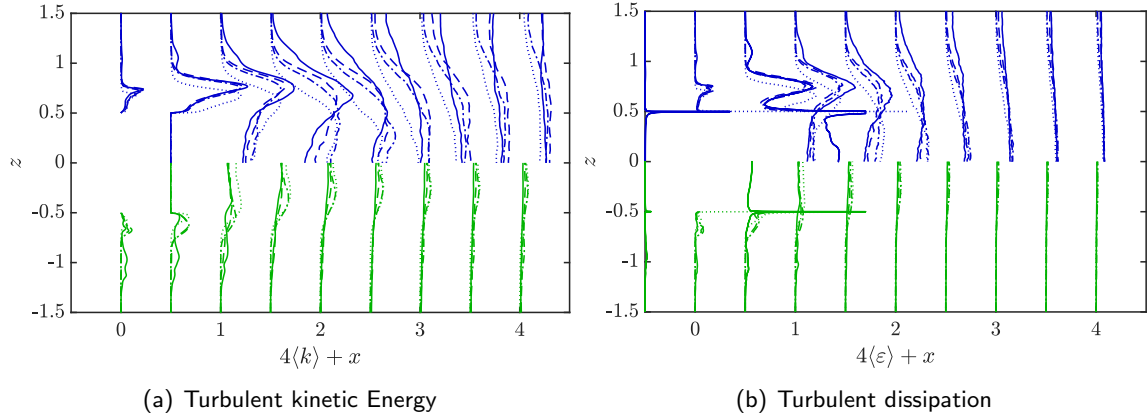 1.5
1
0.5
0
-0.5
-1
-1.5
z
0 1 2 3 4
4⟨k⟩ + x
(a) Turbulent kinetic Energy
1.5
1
0.5
0
-0.5
-1
-1.5
z
0 1 2 3 4
4⟨ε⟩ + x
(b) Turbulent dissipation